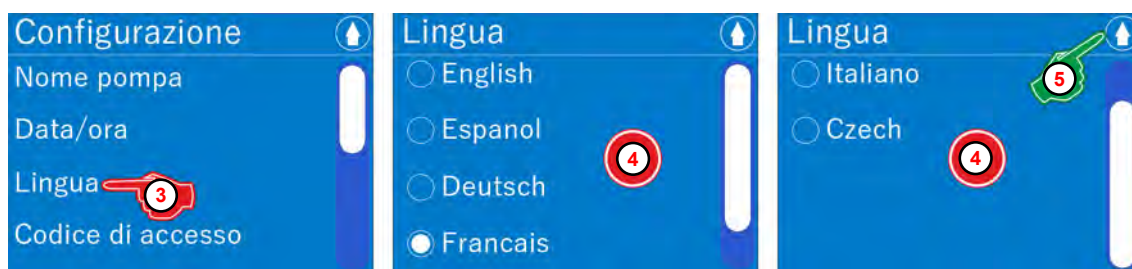 Configurazione
Nome pompa
Data/ora
Lingua
3
Codice di accesso
Lingua
English
Espanol
4
Deutsch
Francais
Lingua
Italiano
5
Czech
4